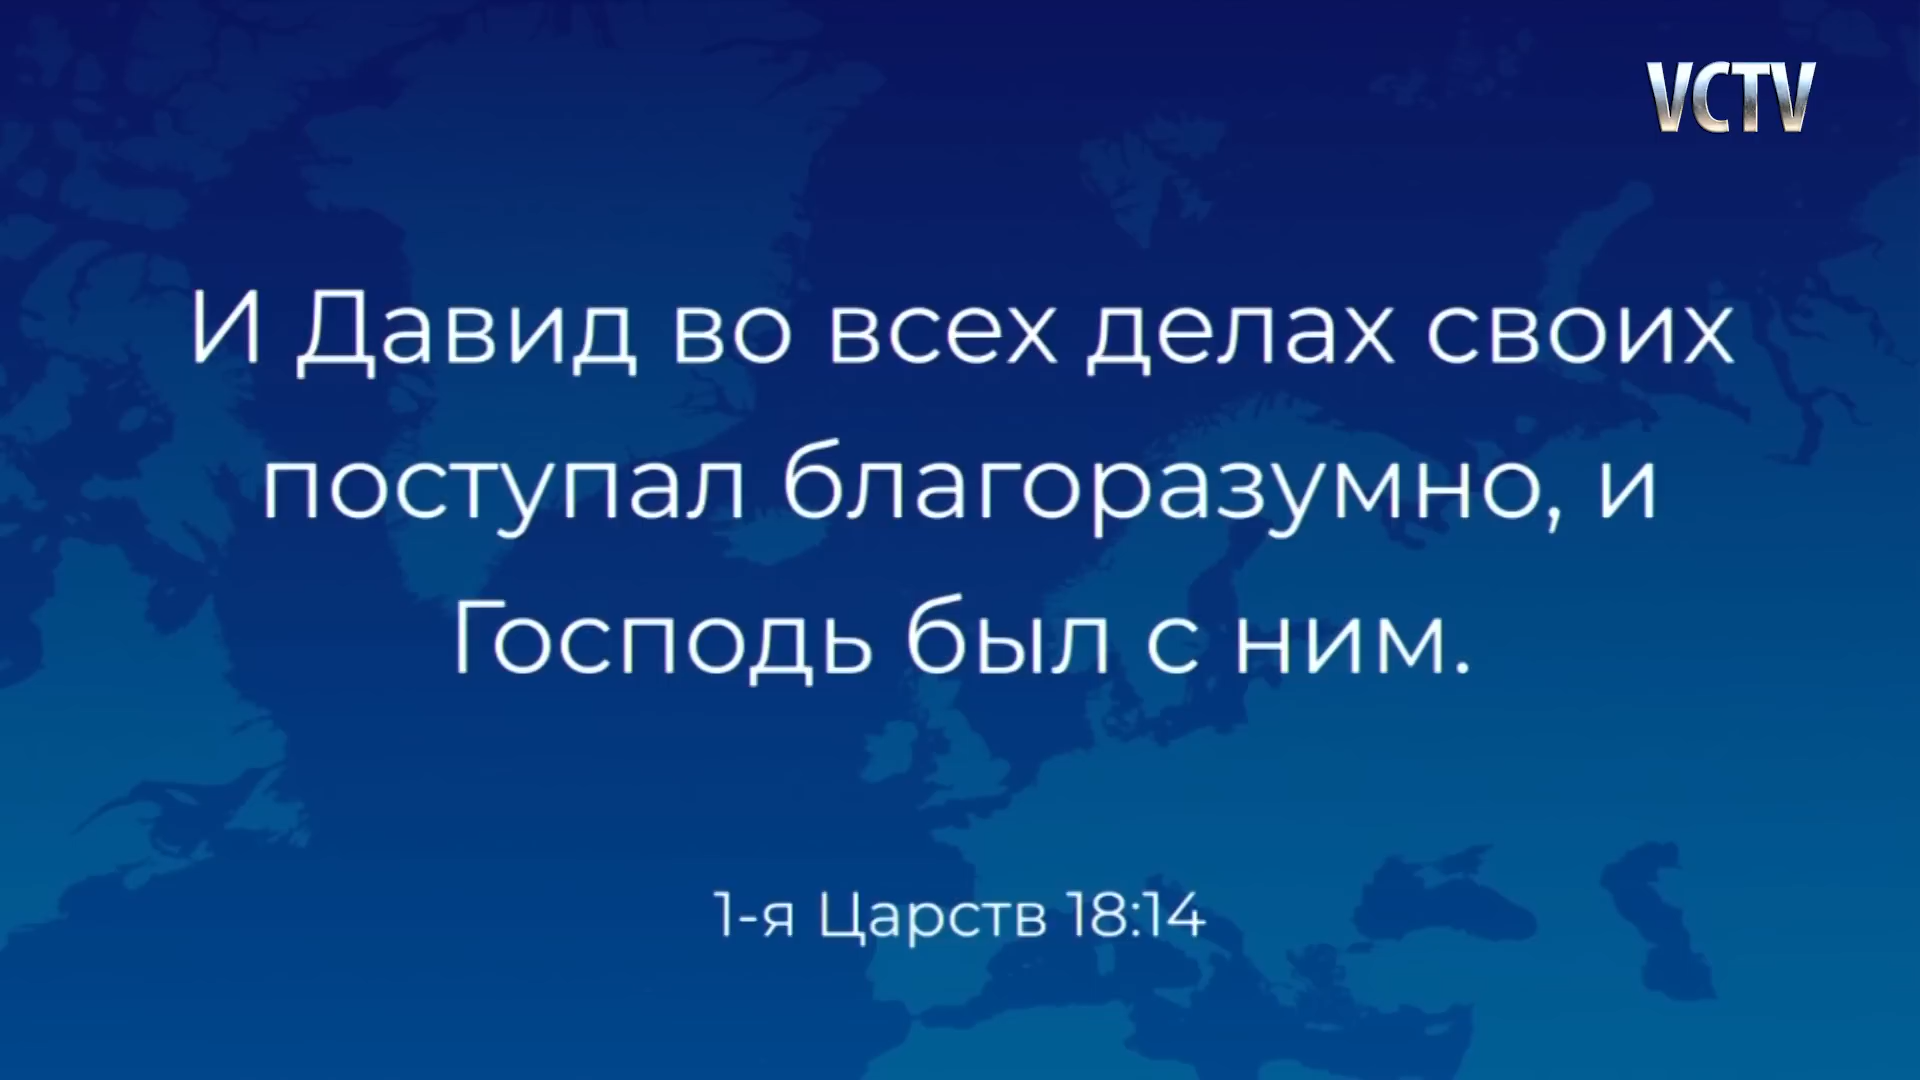 VCTV
И Давид во всех делах своих
поступал благоразумно, и
Господь был с ним.
1-я Царств 18:14